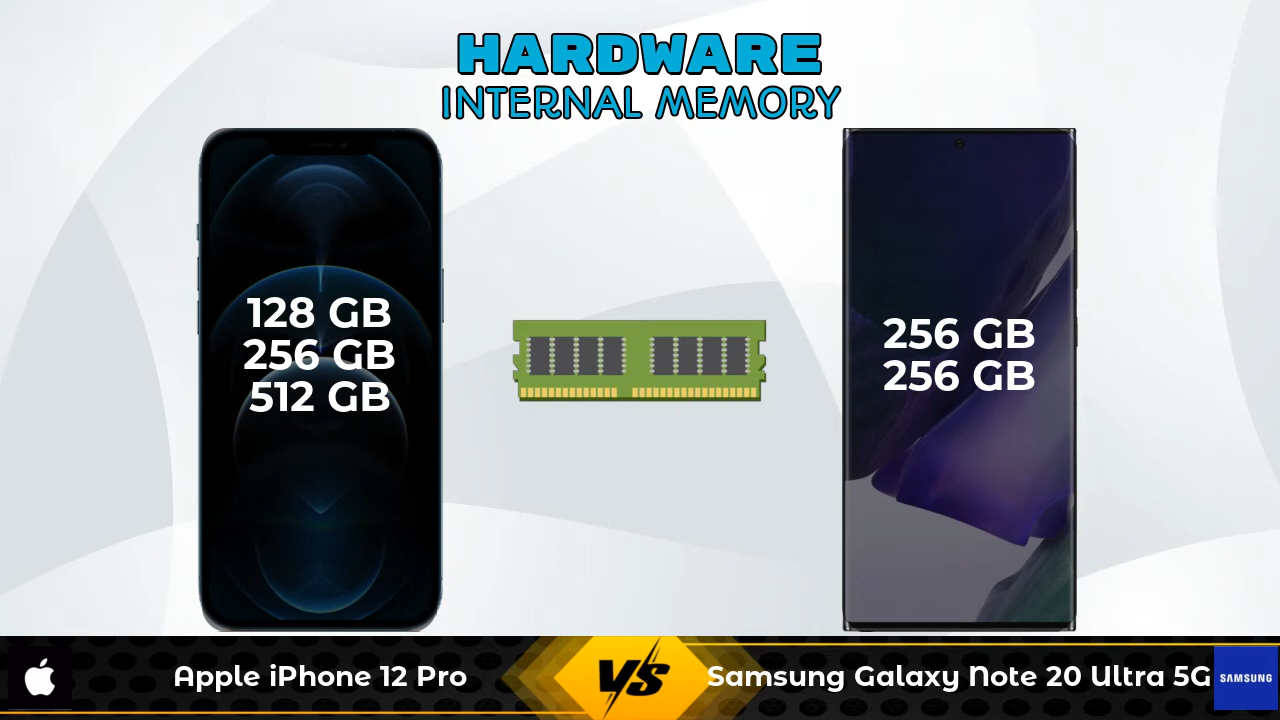 HARDWARE
INTERNAL MEMORY
128 GB
256 GB
512 GB
256 GB
256 GB
Apple iPhone 12 Pro
VS
Samsung Galaxy Note 20 Ultra 5G
SAMSUNG